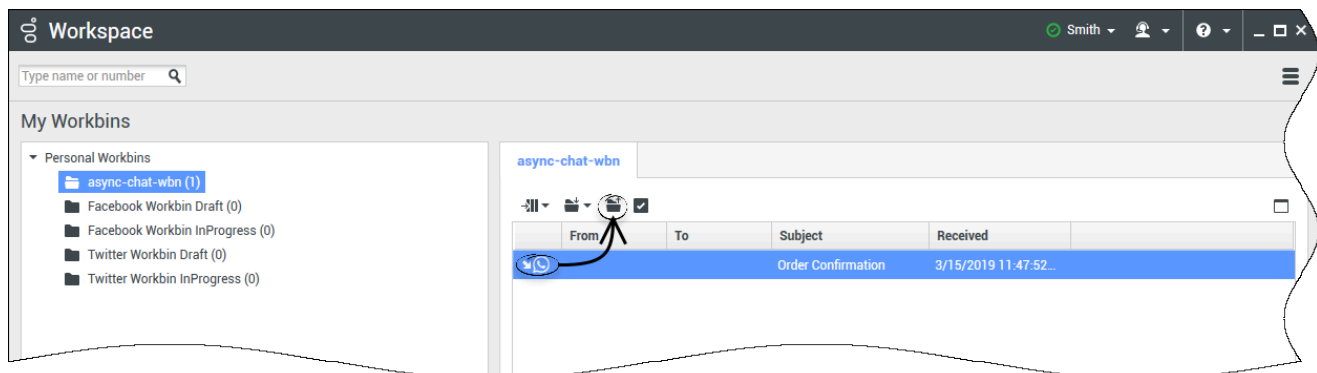 Workspace
Smith
Type name or number
My Workbins
Personal Workbins
async-chat-wbn (1)
Facebook Workbin Draft (0)
Facebook Workbin InProgress (0)
Twitter Workbin Draft (0)
Twitter Workbin InProgress (0)
async-chat-wbn
From To Subject Received
Order Confirmation 3/15/2019 11:47:52...